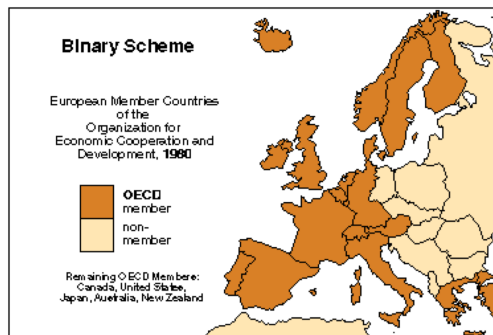 Binary Scheme
European Member Countries
of the
Organization for
Economic Cooperation and
Development, 1980
OECD
member
non-
member
Remaining OECD Members:
Canada, United States,
Japan, Australia, New Zealand